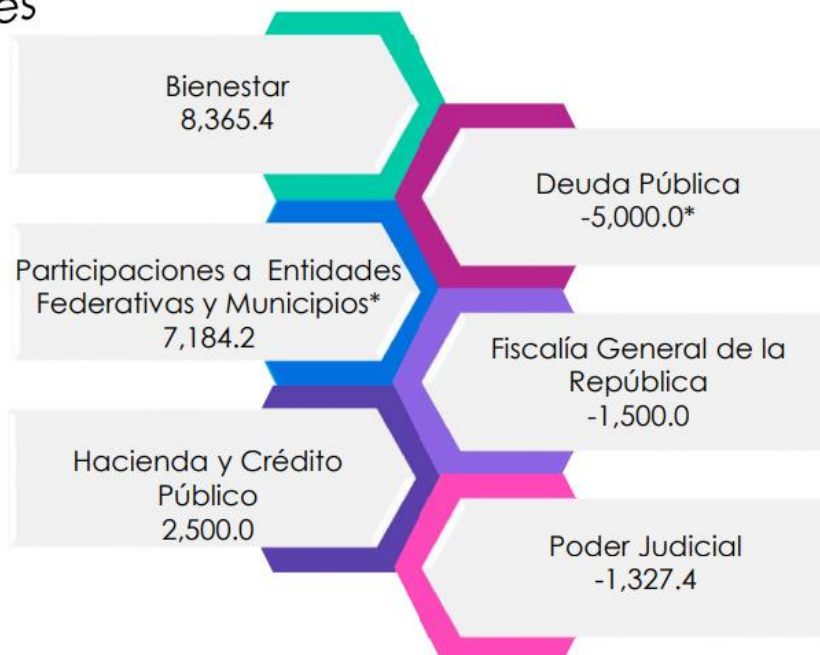 es
Bienestar
8,365.4
Deuda Pública
-5,000.0*
Participaciones a Entidades
Federativas y Municipios*
7,184.2
Fiscalía General de la
República
-1,500.0
Hacienda y Crédito
Público
2,500.0
Poder Judicial
-1,327.4